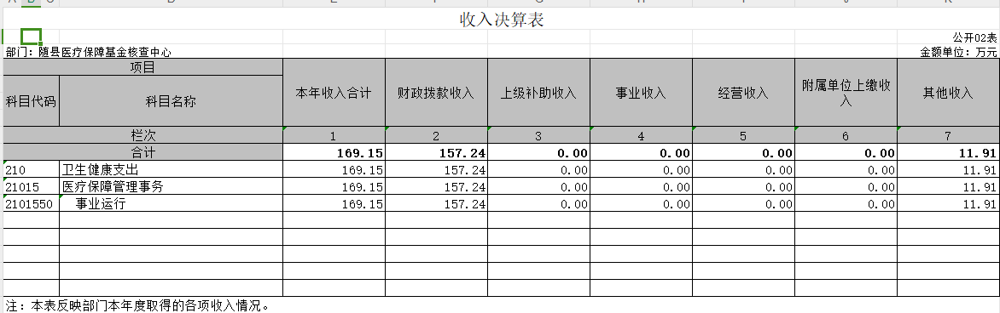 收入决算表
公开02表
部门：随县医疗保障基金核查中心 金额单位：万元
项目 本年收入合计 财政拨款收入 上级补助收入 事业收入 经营收入 附属单位上缴收入 其他收入
科目代码 科目名称
栏次 1 2 3 4 5 6 7
合计 169.15 157.24 0.00 0.00 0.00 0.00 11.91
210 卫生健康支出 169.15 157.24 0.00 0.00 0.00 0.00 11.91
21015 医疗保障管理事务 169.15 157.24 0.00 0.00 0.00 0.00 11.91
2101550 事业运行 169.15 157.24 0.00 0.00 0.00 0.00 11.91
注：本表反映部门本年度取得的各项收入情况。